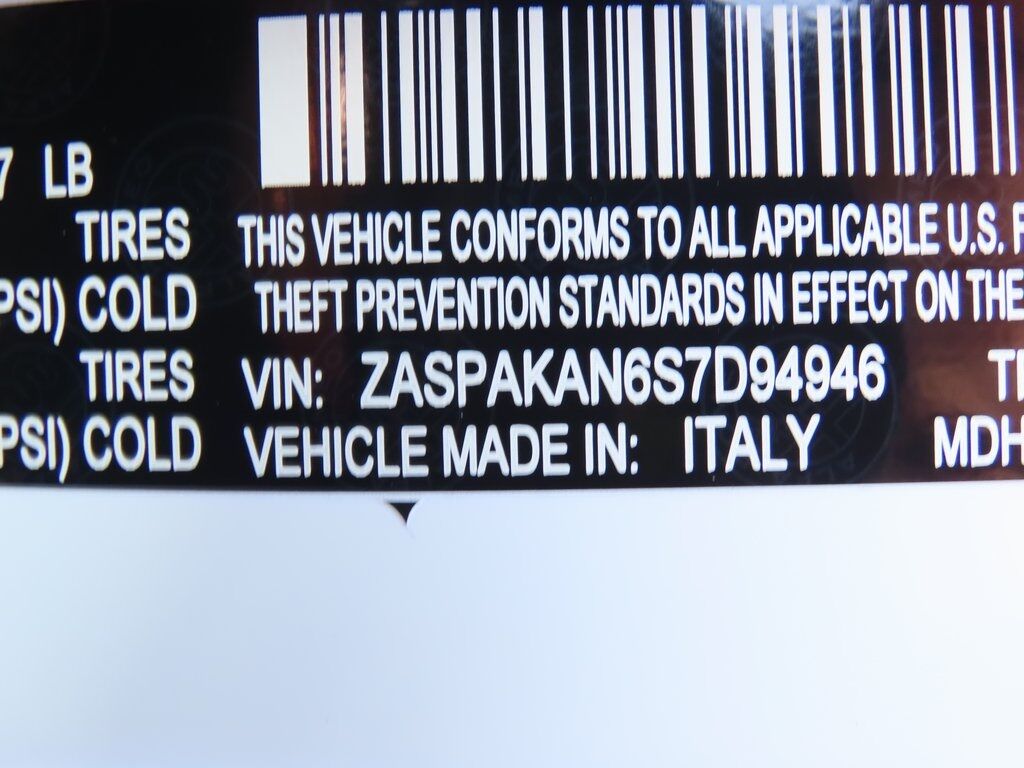 7 LB
TIRES
PSI) COLD
TIRES
PSI) COLD
THIS VEHICLE CONFORMS TO ALL APPLICABLE U.S.
THEFT PREVENTION STANDARDS IN EFFECT ON THE
VIN: ZASPAKAN6S7D94946
VEHICLE MADE IN: ITALY
MDH